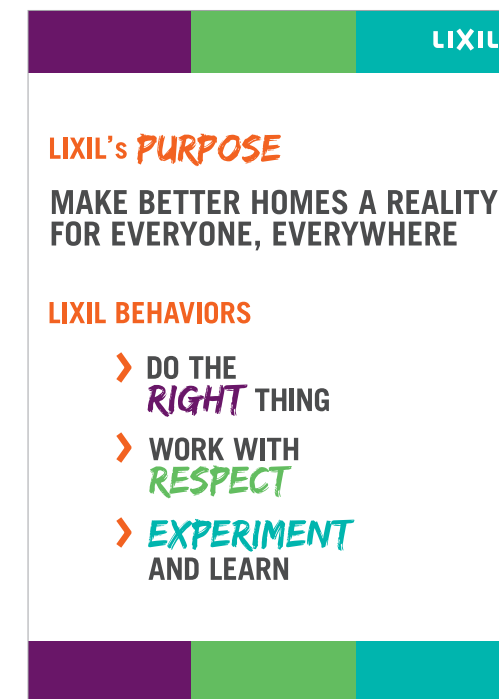 LIXIL
LIXIL's PURPOSE
MAKE BETTER HOMES A REALITY
FOR EVERYONE, EVERYWHERE
LIXIL BEHAVIORS
DO THE
RIGHT THING
WORK WITH
RESPECT
EXPERIMENT
AND LEARN